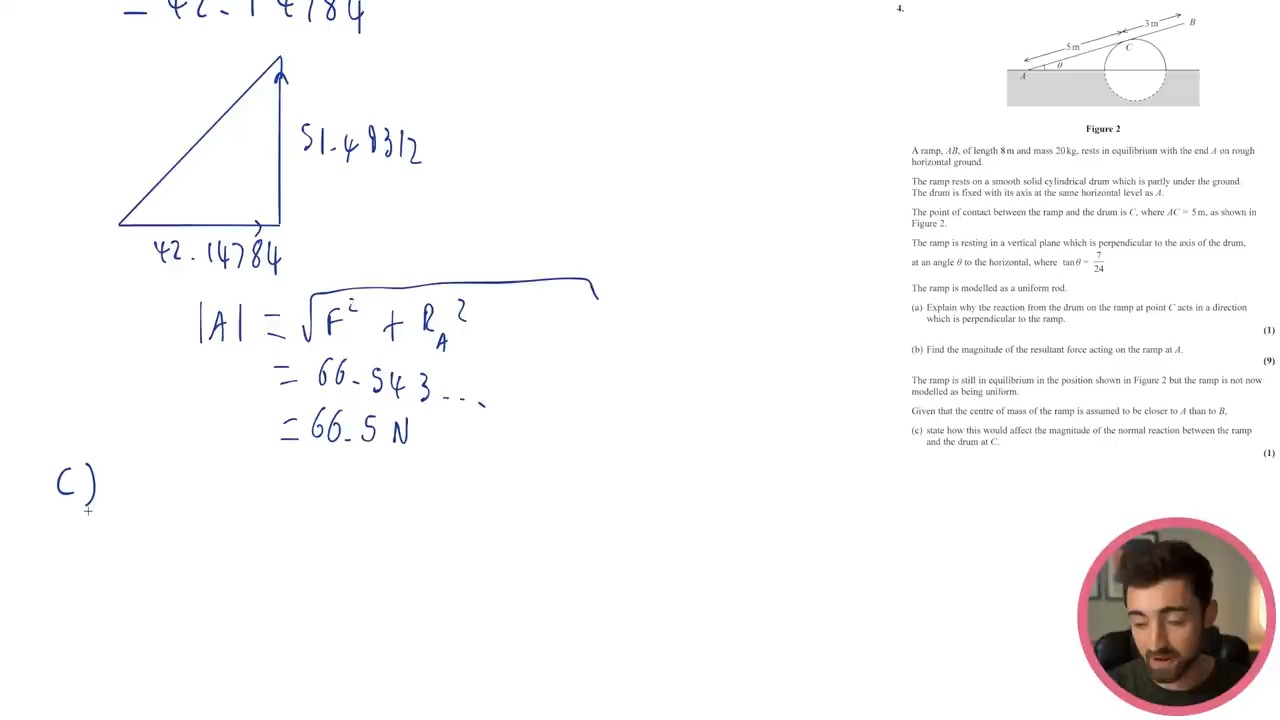 = 42.14784
51.48312
42.14784
|A| = √F² + R_A²
= 66.543...
= 66.5 N
C)
4.
3 m
B
5 m
C
θ
A
Figure 2
A ramp, AB, of length 8 m and mass 20 kg, rests in equilibrium with the end A on rough
horizontal ground.
The ramp rests on a smooth solid cylindrical drum which is partly under the ground.
The drum is fixed with its axis at the same horizontal level as A.
The point of contact between the ramp and the drum is C, where AC = 5 m, as shown in
Figure 2.
The ramp is resting in a vertical plane which is perpendicular to the axis of the drum,
at an angle θ to the horizontal, where tan θ = 7/24
The ramp is modelled as a uniform rod.
(a) Explain why the reaction from the drum on the ramp at point C acts in a direction
which is perpendicular to the ramp.
(1)
(b) Find the magnitude of the resultant force acting on the ramp at A.
(9)
The ramp is still in equilibrium in the position shown in Figure 2 but the ramp is not now
modelled as being uniform.
Given that the centre of mass of the ramp is assumed to be closer to A than to B,
(c) state how this would affect the magnitude of the normal reaction between the ramp
and the drum at C.
(1)